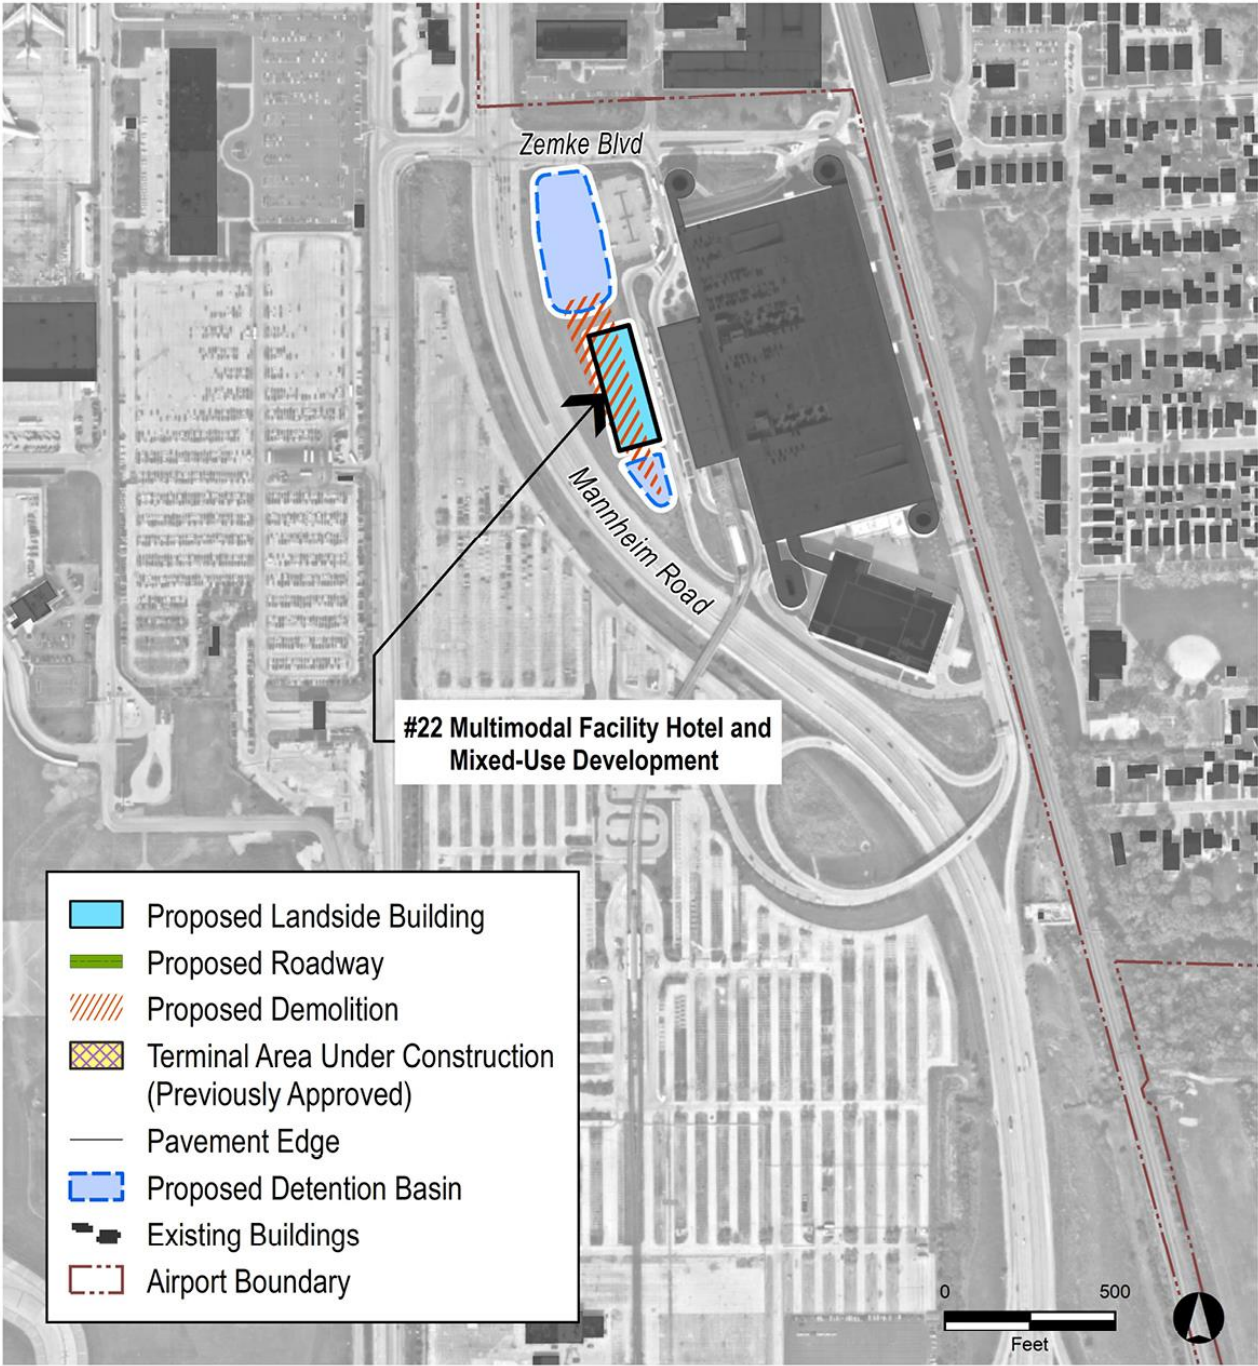 Zemke Blvd
Mannheim Road
#22 Multimodal Facility Hotel and
Mixed-Use Development
Proposed Landside Building
Proposed Roadway
Proposed Demolition
Terminal Area Under Construction
(Previously Approved)
Pavement Edge
Proposed Detention Basin
Existing Buildings
Airport Boundary
0 500
Feet